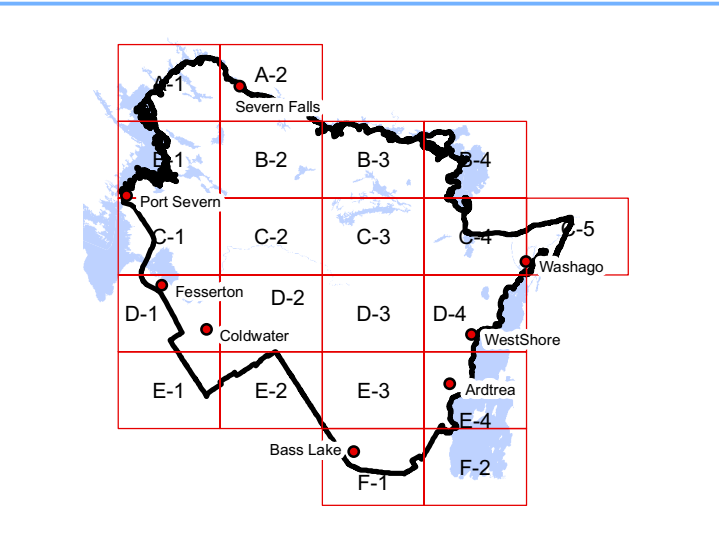 A-1
A-2
Severn Falls
B-1
B-2
B-3
B-4
Port Severn
C-1
C-2
C-3
C-4
C-5
Washago
Fesserton
D-1
D-2
D-3
D-4
Coldwater
WestShore
E-1
E-2
E-3
Ardtrea
E-4
Bass Lake
F-1
F-2